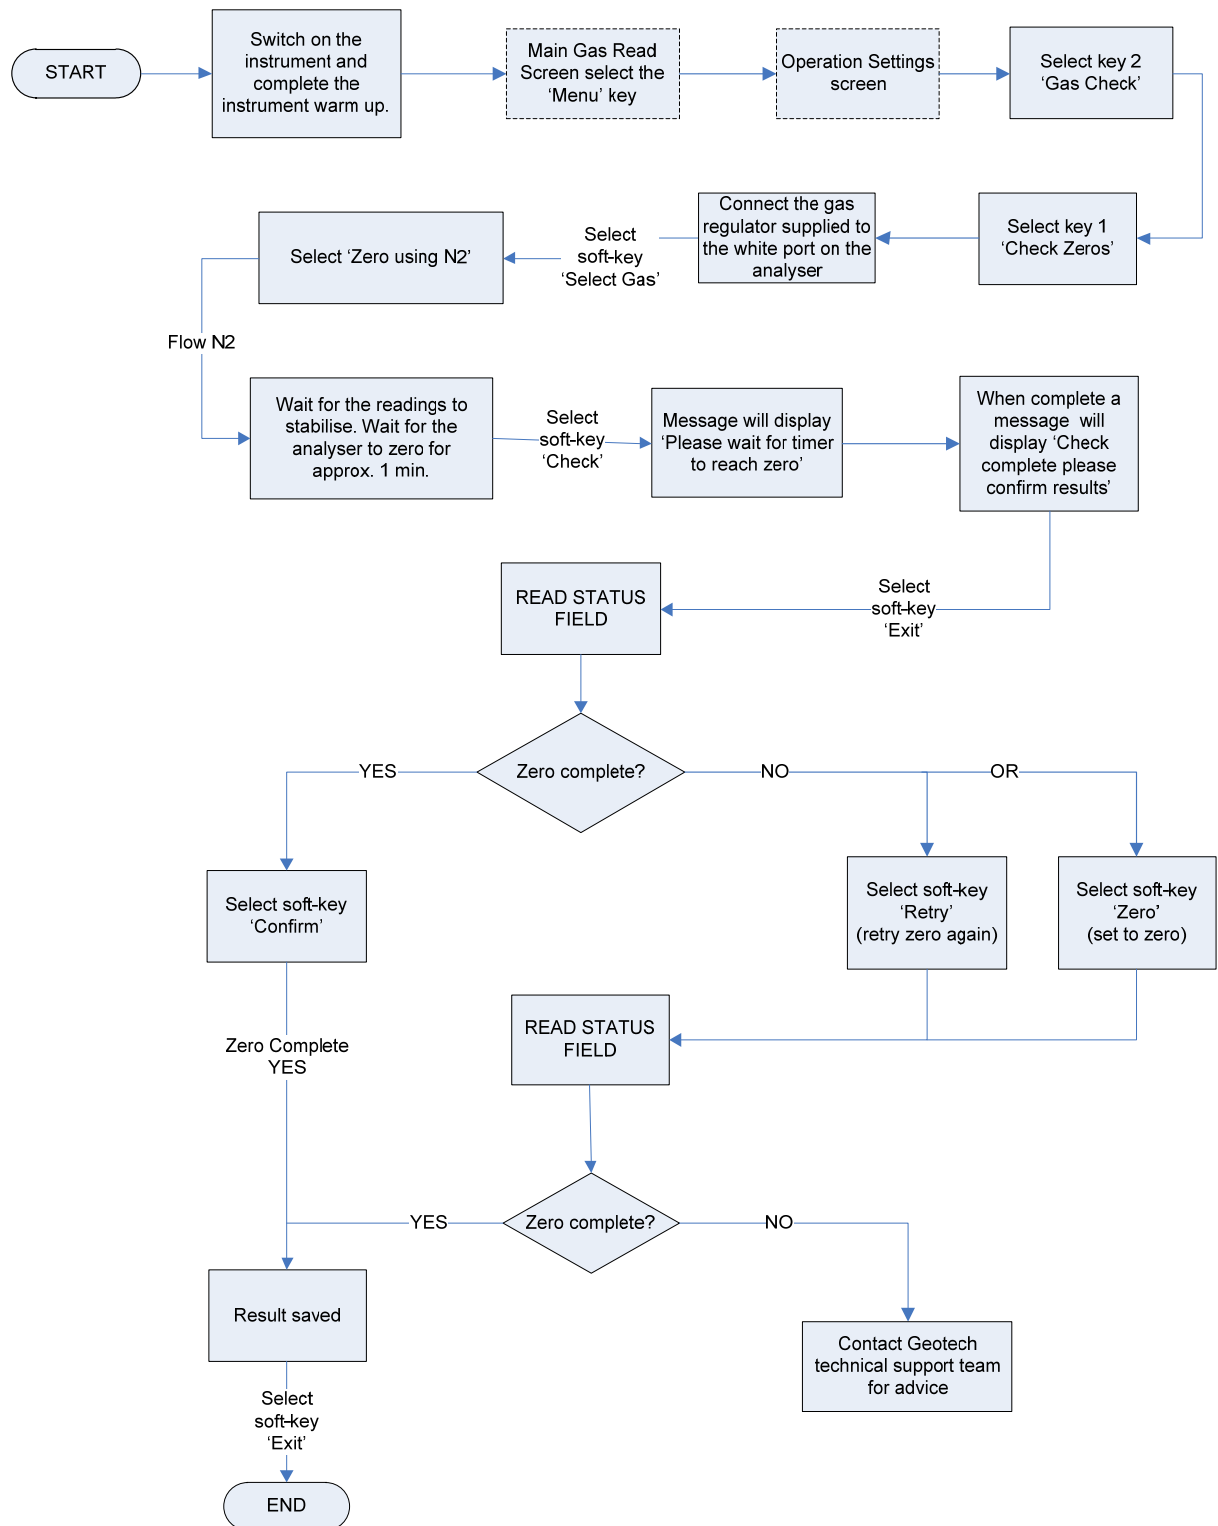 START
Switch on the
instrument and
complete the
instrument warm up.
Main Gas Read
Screen select the
‘Menu’ key
Operation Settings
screen
Select key 2
‘Gas Check’
Select key 1
‘Check Zeros’
Connect the gas
regulator supplied to
the white port on the
analyser
Select
soft-key
‘Select Gas’
Select ‘Zero using N2’
Flow N2
Wait for the readings to
stabilise. Wait for the
analyser to zero for
approx. 1 min.
Select
soft-key
‘Check’
Message will display
‘Please wait for timer
to reach zero’
When complete a
message will
display ‘Check
complete please
confirm results’
Select
soft-key
‘Exit’
READ STATUS
FIELD
Zero complete?
YES
NO
OR
Select soft-key
‘Confirm’
Select soft-key
‘Retry’
(retry zero again)
Select soft-key
‘Zero’
(set to zero)
Zero Complete
YES
READ STATUS
FIELD
Zero complete?
YES
NO
Result saved
Contact Geotech
technical support team
for advice
Select
soft-key
‘Exit’
END